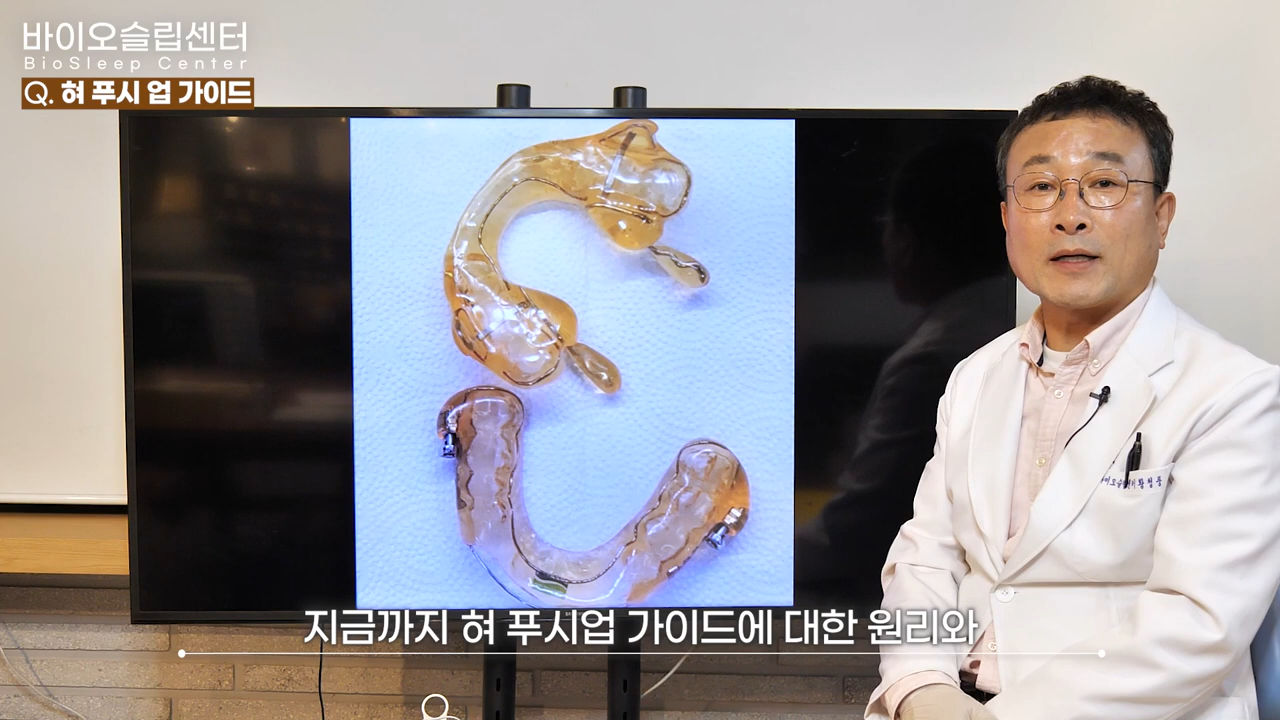 바이오슬립센터
BioSleep Center
Q. 혀 푸시 업 가이드
지금까지 혀 푸시업 가이드에 대한 원리와